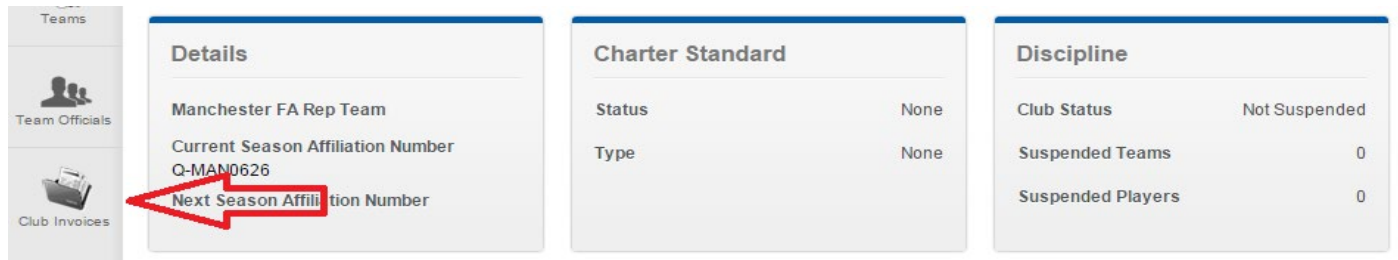 Teams
Team Officials
Club Invoices
Details
Manchester FA Rep Team
Current Season Affiliation Number
Q-MAN0626
Next Season Affiliation Number
Charter Standard
Status None
Type None
Discipline
Club Status Not Suspended
Suspended Teams 0
Suspended Players 0